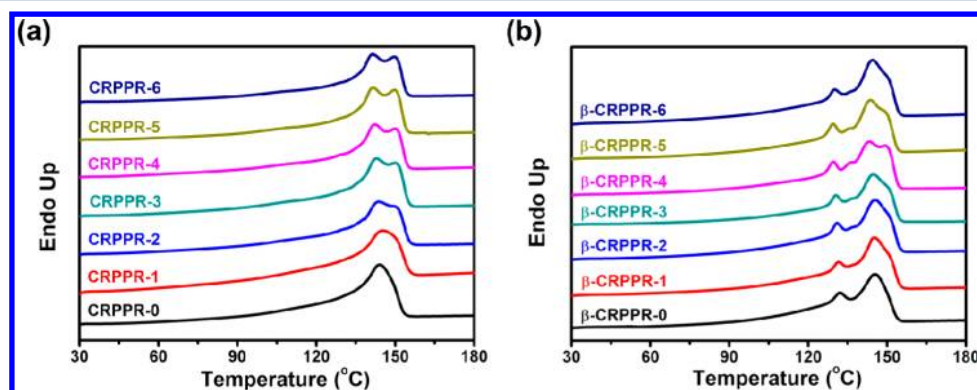 (a)
Endo Up
CRPPR-6
CRPPR-5
CRPPR-4
CRPPR-3
CRPPR-2
CRPPR-1
CRPPR-0
30 60 90 120 150 180
Temperature (°C)
(b)
Endo Up
β-CRPPR-6
β-CRPPR-5
β-CRPPR-4
β-CRPPR-3
β-CRPPR-2
β-CRPPR-1
β-CRPPR-0
30 60 90 120 150 180
Temperature (°C)